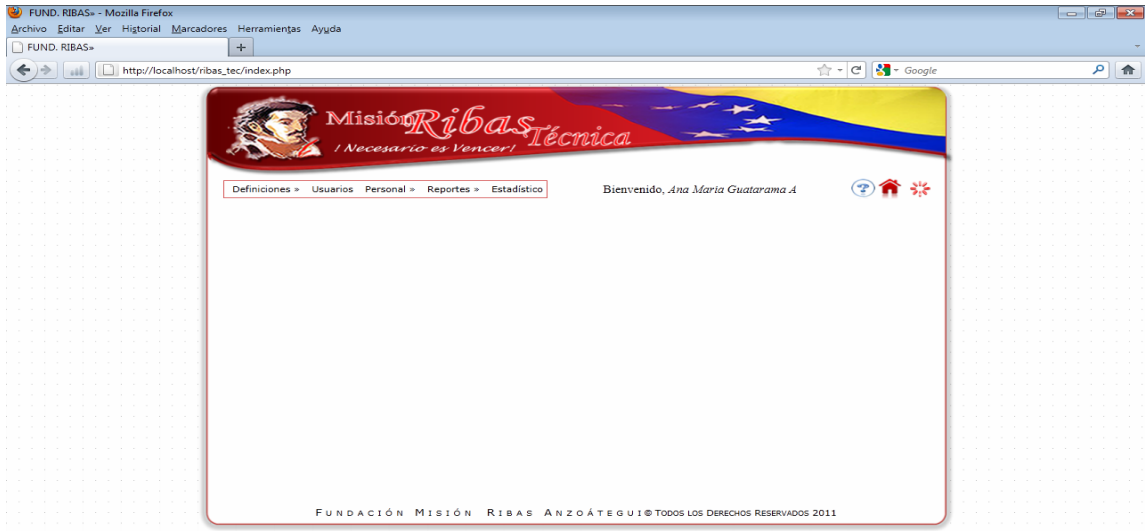 FUND. RIBAS» - Mozilla Firefox
Archivo Editar Ver Historial Marcadores Herramientas Ayuda
FUND. RIBAS» +
http://localhost/ribas_tec/index.php Google
Misión Ribas Técnica
! Necesario es Vencer!
Definiciones » Usuarios Personal » Reportes » Estadístico Bienvenido, Ana Maria Guatarama A ?
FUNDACIÓN MISIÓN RIBAS ANZOÁTEGUI© TODOS LOS DERECHOS RESERVADOS 2011